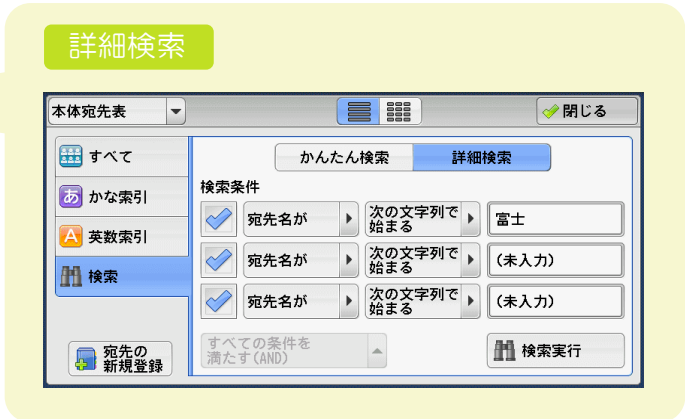 詳細検索
本体宛先表
閉じる
すべて
かな索引
英数索引
検索
宛先の
新規登録
かんたん検索
詳細検索
検索条件
宛先名が
次の文字列で
始まる
富士
宛先名が
次の文字列で
始まる
(未入力)
宛先名が
次の文字列で
始まる
(未入力)
すべての条件を
満たす(AND)
検索実行